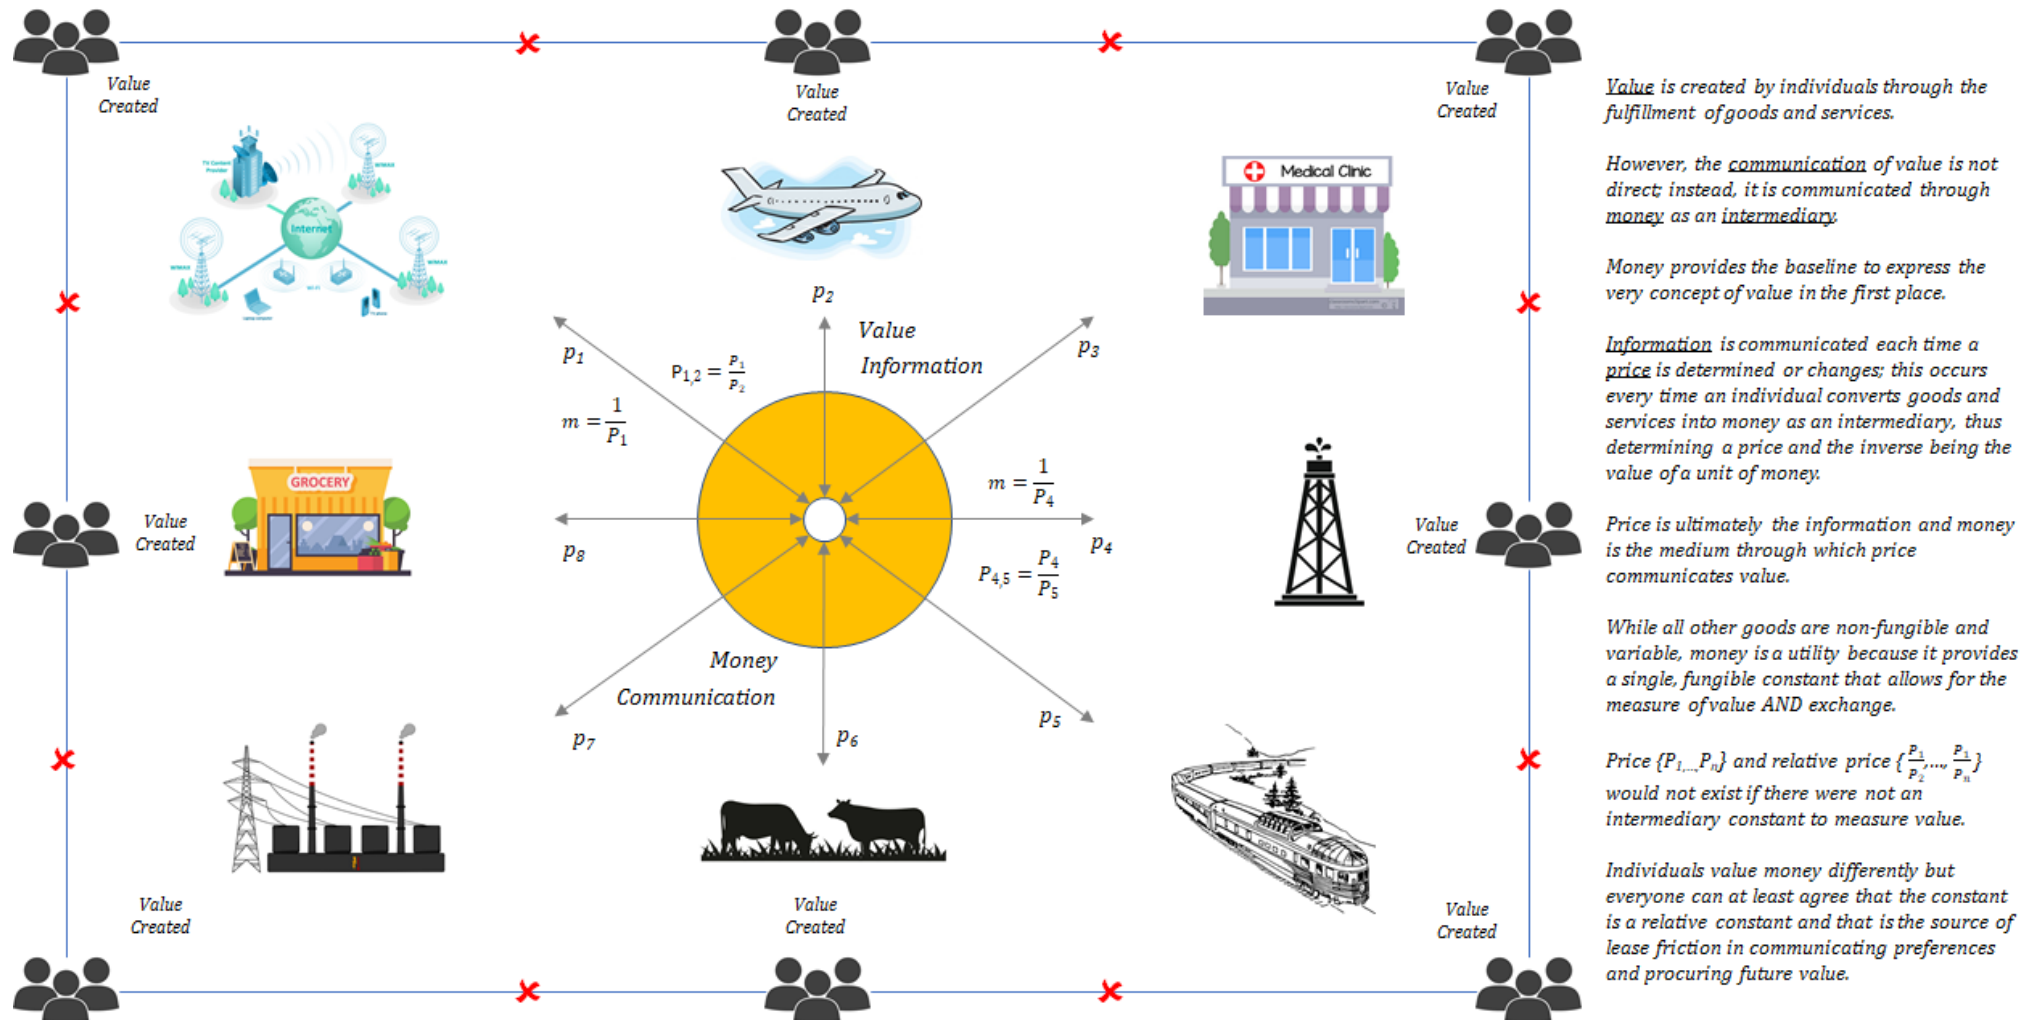 Value
Created
Value
Created
Value
Created
TV Content
Provider
WIMAX
Internet
WIMAX
WIMAX
WI-FI
Medical Clinic
p2
Value
Information
p1
p3
P1,2 = P1/P2
m = 1/P1
GROCERY
m = 1/P4
Value
Created
Value
Created
p8
p4
P4,5 = P4/P5
Money
Communication
p5
p7
p6
Value
Created
Value
Created
Value
Created
Value is created by individuals through the
fulfillment of goods and services.
However, the communication of value is not
direct; instead, it is communicated through
money as an intermediary.
Money provides the baseline to express the
very concept of value in the first place.
Information is communicated each time a
price is determined or changes; this occurs
every time an individual converts goods and
services into money as an intermediary, thus
determining a price and the inverse being the
value of a unit of money.
Price is ultimately the information and money
is the medium through which price
communicates value.
While all other goods are non-fungible and
variable, money is a utility because it provides
a single, fungible constant that allows for the
measure of value AND exchange.
Price {P1,...,Pn} and relative price { P1/P2,..., P1/Pn}
would not exist if there were not an
intermediary constant to measure value.
Individuals value money differently but
everyone can at least agree that the constant
is a relative constant and that is the source of
lease friction in communicating preferences
and procuring future value.